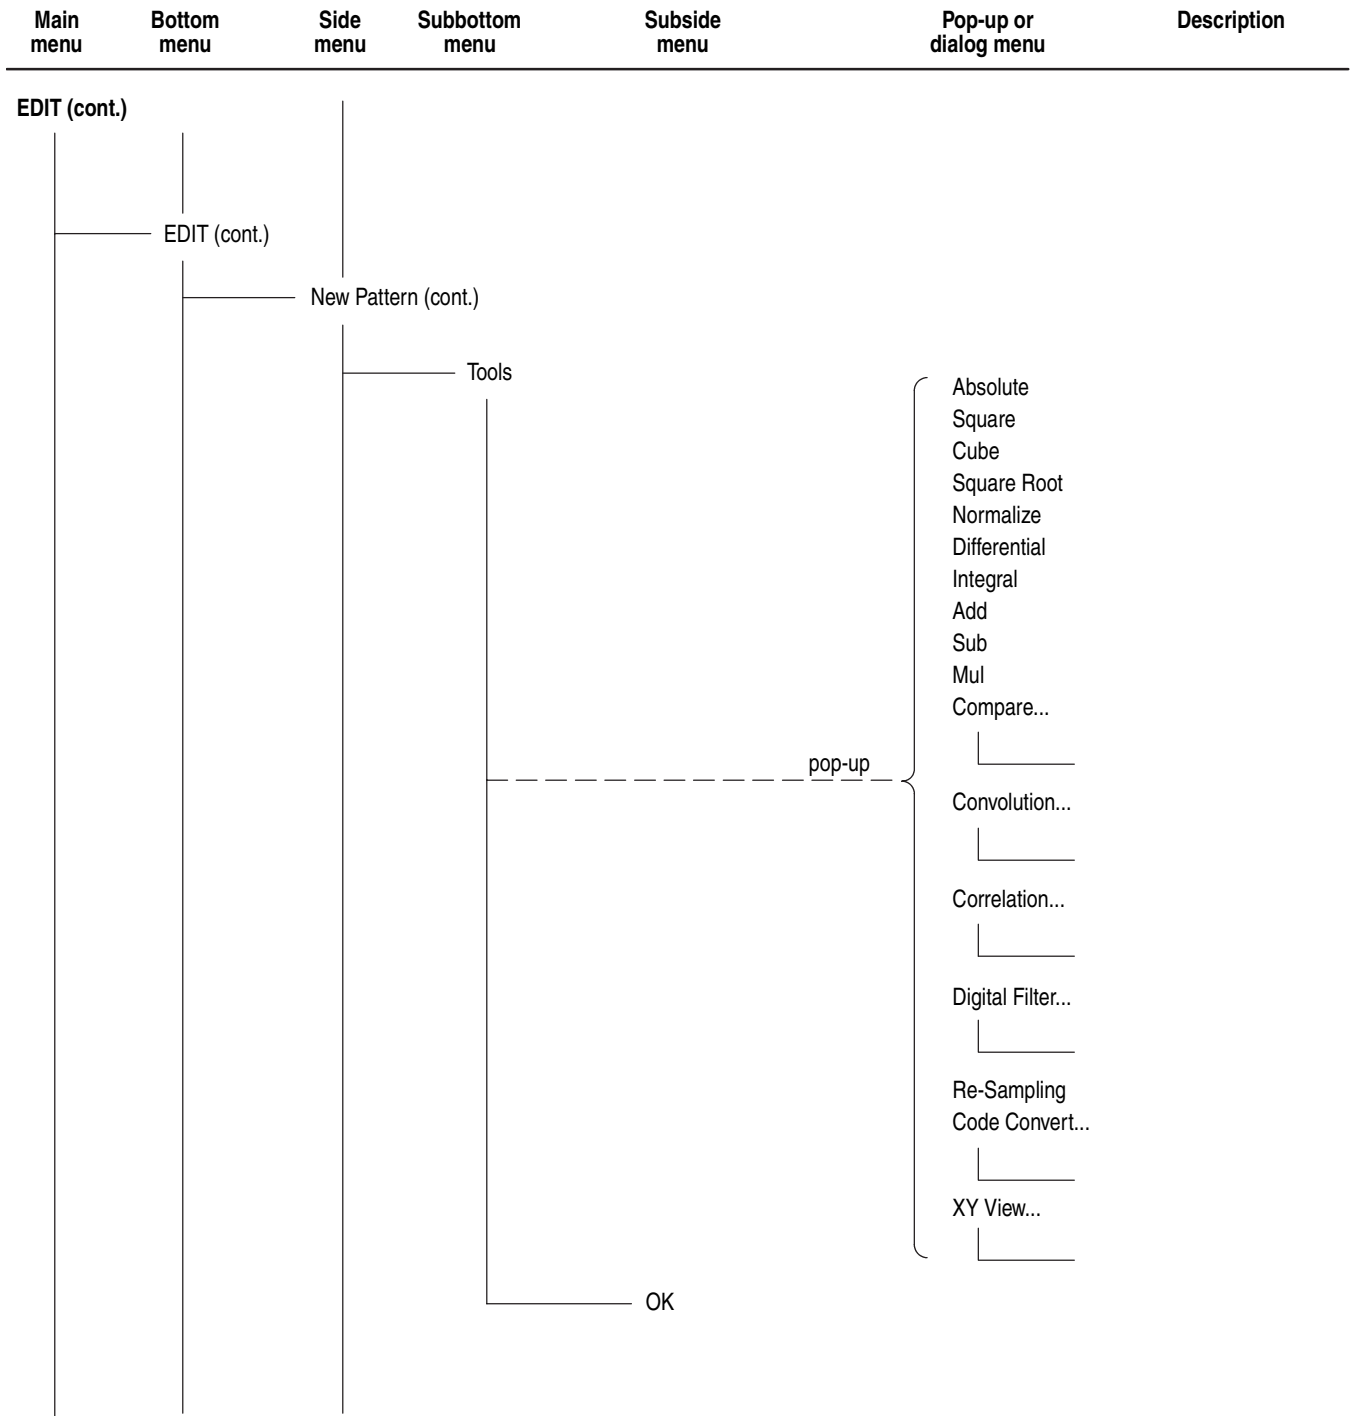 Main menu
Bottom menu
Side menu
Subbottom menu
Subside menu
Pop-up or dialog menu
Description
EDIT (cont.)
EDIT (cont.)
New Pattern (cont.)
Tools
Absolute
Square
Cube
Square Root
Normalize
Differential
Integral
Add
Sub
Mul
Compare...
pop-up
Convolution...
Correlation...
Digital Filter...
Re-Sampling
Code Convert...
XY View...
OK